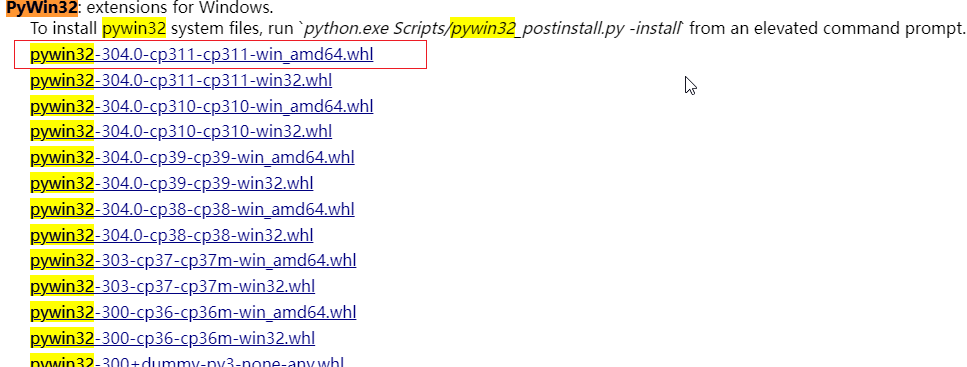 PyWin32: extensions for Windows.
To install pywin32 system files, run `python.exe Scripts/pywin32_postinstall.py -install` from an elevated command prompt.
pywin32-304.0-cp311-cp311-win_amd64.whl
pywin32-304.0-cp311-cp311-win32.whl
pywin32-304.0-cp310-cp310-win_amd64.whl
pywin32-304.0-cp310-cp310-win32.whl
pywin32-304.0-cp39-cp39-win_amd64.whl
pywin32-304.0-cp39-cp39-win32.whl
pywin32-304.0-cp38-cp38-win_amd64.whl
pywin32-304.0-cp38-cp38-win32.whl
pywin32-303-cp37-cp37m-win_amd64.whl
pywin32-303-cp37-cp37m-win32.whl
pywin32-300-cp36-cp36m-win_amd64.whl
pywin32-300-cp36-cp36m-win32.whl
pywin32-300+dummy-py3-none-any.whl